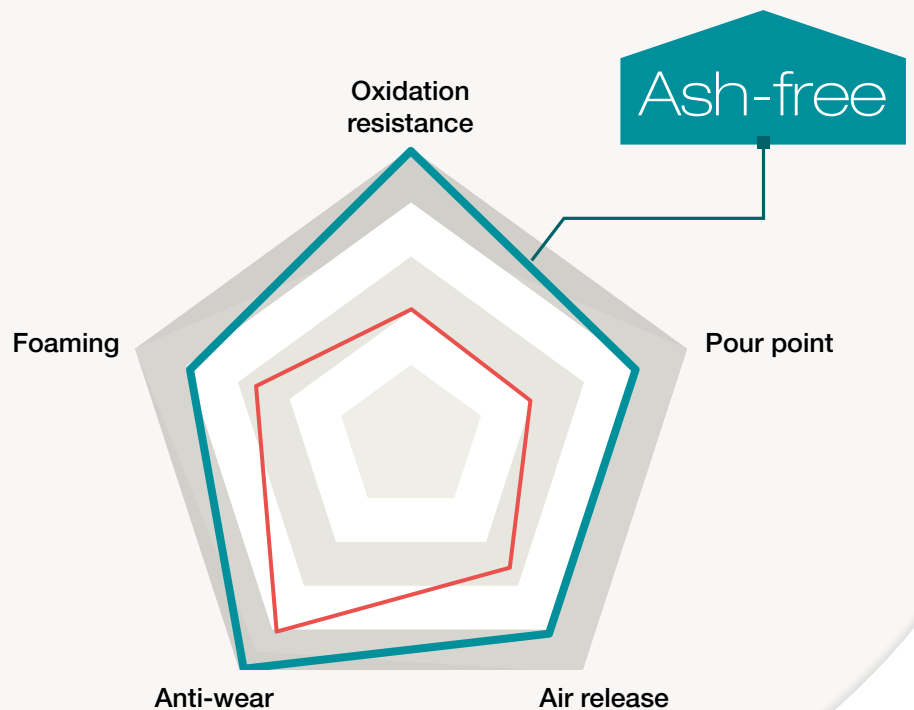 Ash-free
Oxidation
resistance
Foaming
Pour point
Anti-wear
Air release